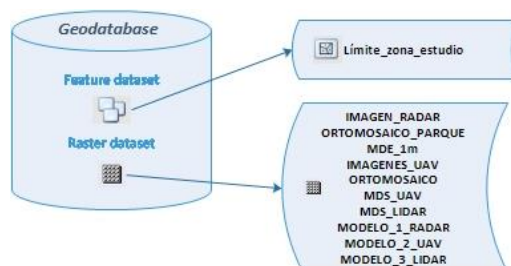 Geodatabase
Feature dataset
Raster dataset
Límite_zona_estudio
IMAGEN_RADAR
ORTOMOSAICO_PARQUE
MDE_1m
IMAGENES_UAV
ORTOMOSAICO
MDS_UAV
MDS_LIDAR
MODELO_1_RADAR
MODELO_2_UAV
MODELO_3_LIDAR